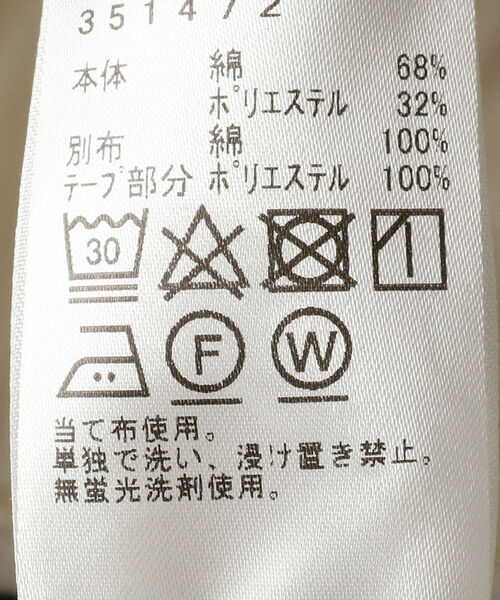 351472
本体 綿 68%
ポリエステル 32%
別布 綿 100%
テープ部分 ポリエステル 100%
30
F W
当て布使用。
単独で洗い、浸け置き禁止。
無蛍光洗剤使用。